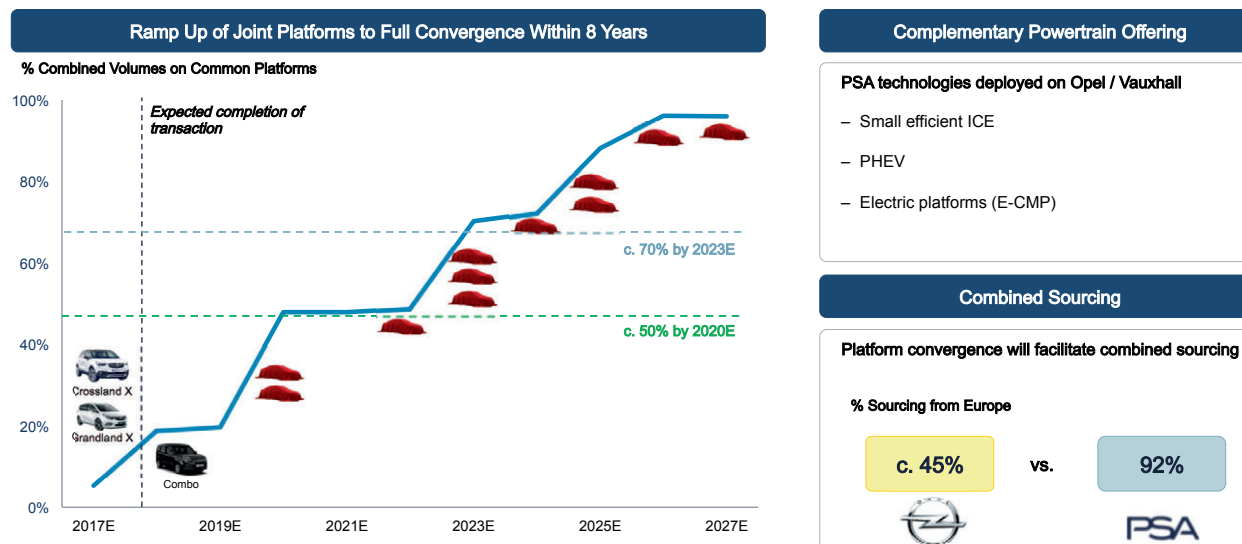 Ramp Up of Joint Platforms to Full Convergence Within 8 Years
% Combined Volumes on Common Platforms
100%
80%
60%
40%
20%
0%
Expected completion of
transaction
c. 70% by 2023E
c. 50% by 2020E
Crossland X
Grandland X
Combo
2017E
2019E
2021E
2023E
2025E
2027E
Complementary Powertrain Offering
PSA technologies deployed on Opel / Vauxhall
– Small efficient ICE
– PHEV
– Electric platforms (E-CMP)
Combined Sourcing
Platform convergence will facilitate combined sourcing
% Sourcing from Europe
c. 45%
vs.
92%
PSA